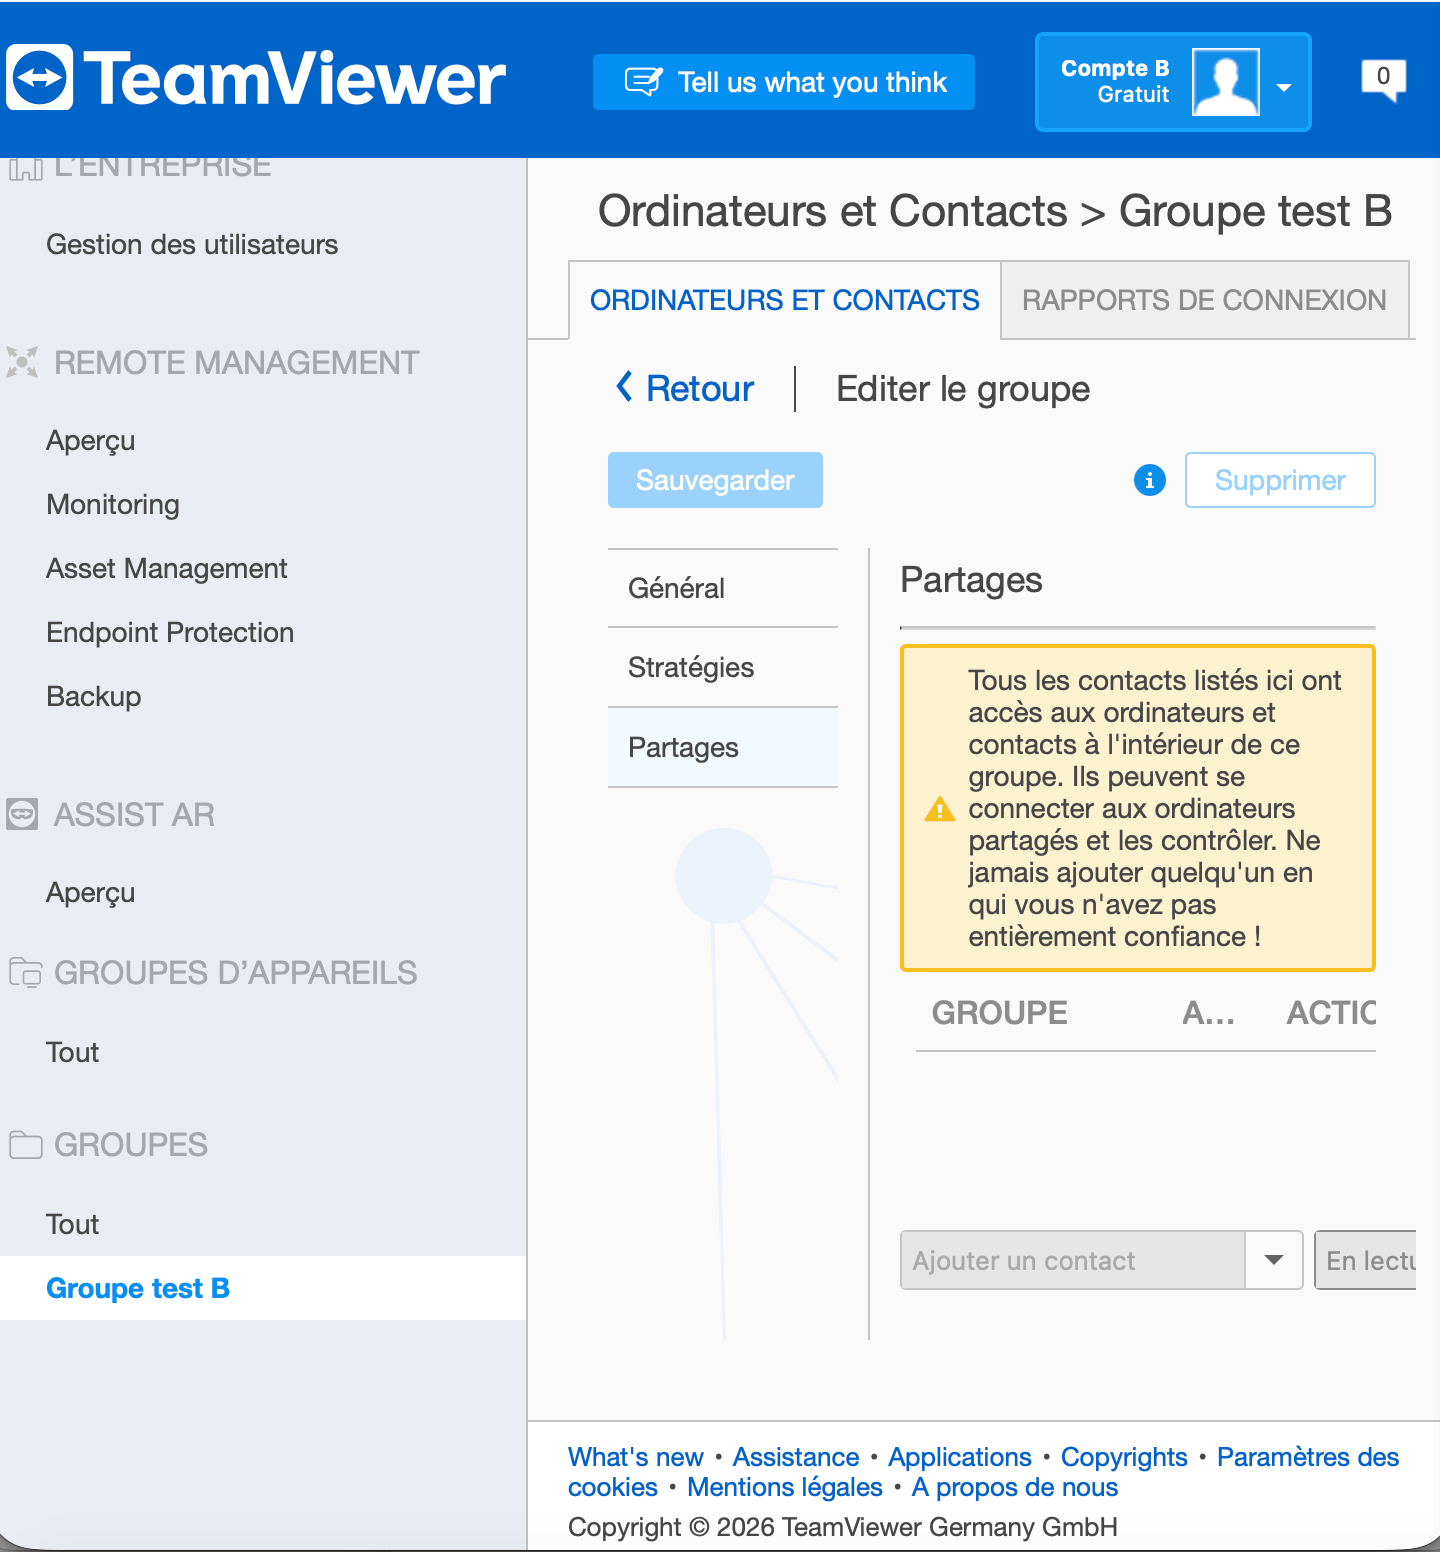 TeamViewer
Tell us what you think
Compte B
Gratuit
0
L'ENTREPRISE
Gestion des utilisateurs
REMOTE MANAGEMENT
Aperçu
Monitoring
Asset Management
Endpoint Protection
Backup
ASSIST AR
Aperçu
GROUPES D’APPAREILS
Tout
GROUPES
Tout
Groupe test B
Ordinateurs et Contacts > Groupe test B
ORDINATEURS ET CONTACTS
RAPPORTS DE CONNEXION
Retour
Editer le groupe
Sauvegarder
Supprimer
Général
Stratégies
Partages
Partages
Tous les contacts listés ici ont
accès aux ordinateurs et
contacts à l'intérieur de ce
groupe. Ils peuvent se
connecter aux ordinateurs
partagés et les contrôler. Ne
jamais ajouter quelqu'un en
qui vous n'avez pas
entièrement confiance !
GROUPE A... ACTIC
Ajouter un contact
En lectu
What's new • Assistance • Applications • Copyrights • Paramètres des
cookies • Mentions légales • A propos de nous
Copyright © 2026 TeamViewer Germany GmbH